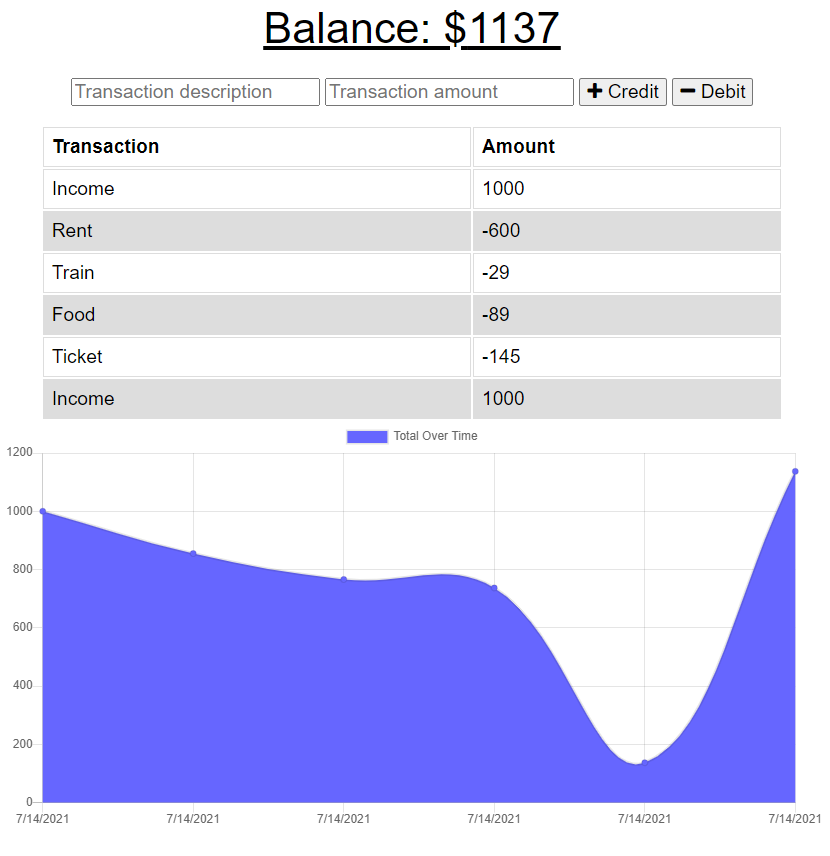 Balance: $1137
Transaction description Transaction amount + Credit − Debit
Transaction Amount
Income 1000
Rent -600
Train -29
Food -89
Ticket -145
Income 1000
Total Over Time
1200
1000
800
600
400
200
0
7/14/2021 7/14/2021 7/14/2021 7/14/2021 7/14/2021 7/14/2021